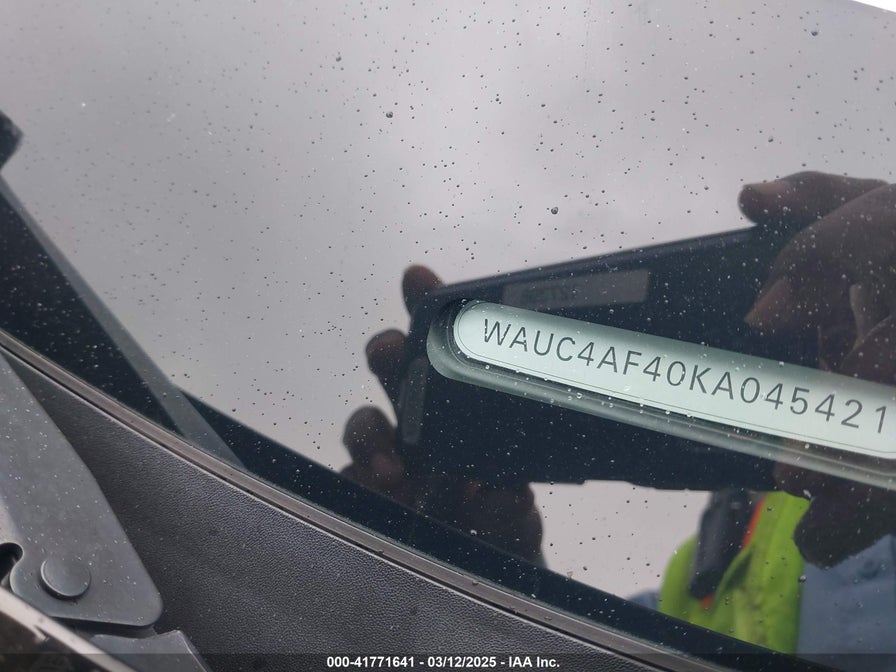 WAUC4AF40KA045421
000-41771641 - 03/12/2025 - IAA Inc.